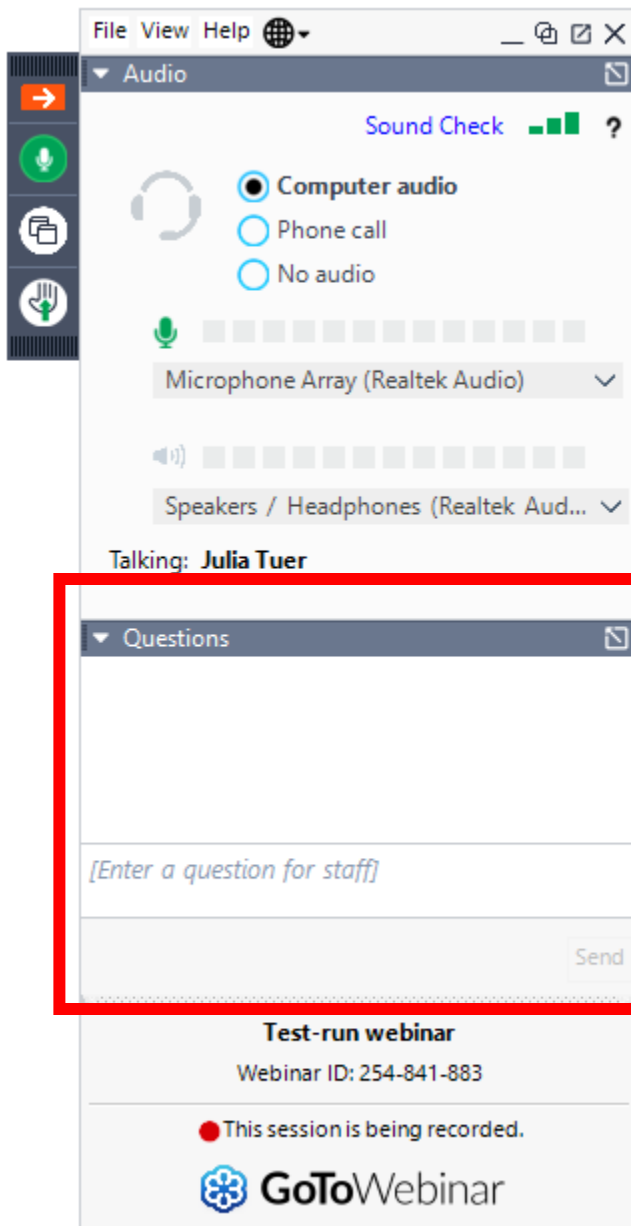 File View Help
Audio
Sound Check ?
Computer audio
Phone call
No audio
Microphone Array (Realtek Audio)
Speakers / Headphones (Realtek Aud...
Talking: Julia Tuer
Questions
[Enter a question for staff]
Send
Test-run webinar
Webinar ID: 254-841-883
This session is being recorded.
GoToWebinar